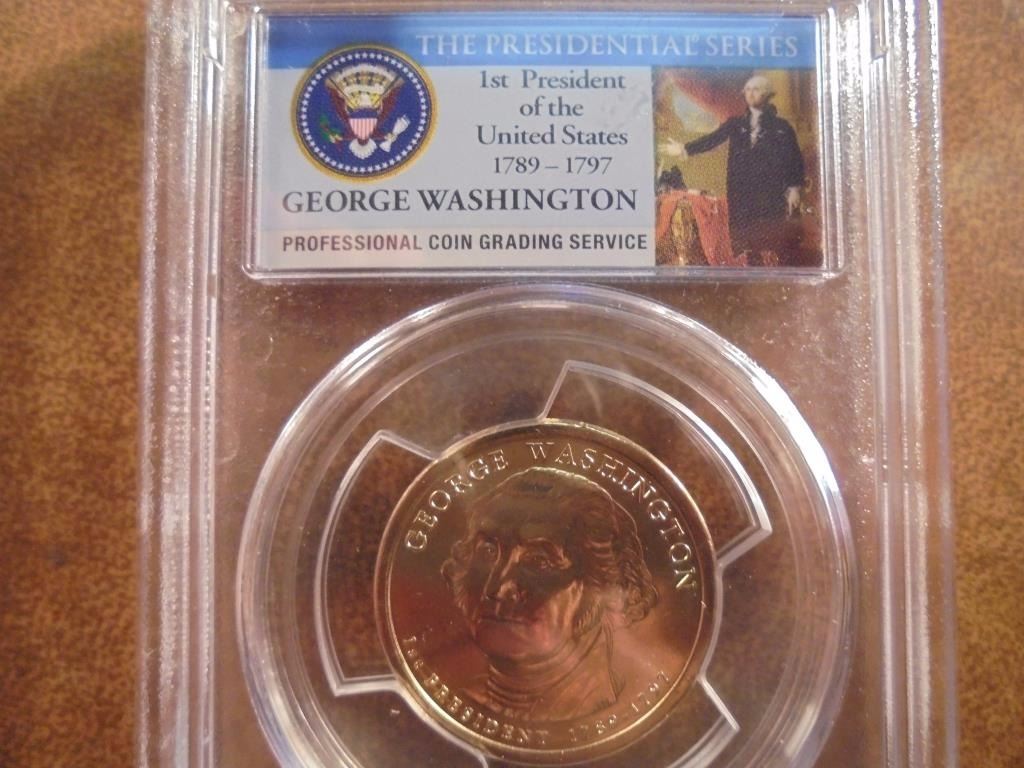 THE PRESIDENTIAL® SERIES
1st President
of the
United States
1789 – 1797
GEORGE WASHINGTON
PROFESSIONAL COIN GRADING SERVICE
GEORGE WASHINGTON
1st PRESIDENT 1789-1797